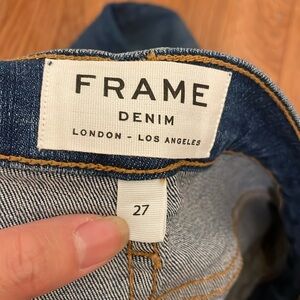 FRAME
DENIM
LONDON - LOS ANGELES
27